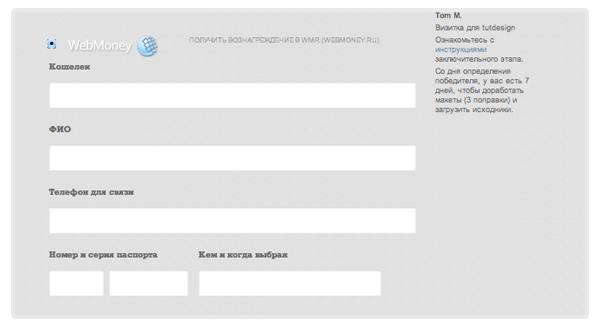 WebMoney
ПОЛУЧИТЬ ВОЗНАГРЕЖДЕНИЕ В WMR (WEBMONEY.RU)
Кошелек
ФИО
Телефон для связи
Номер и серия паспорта
Кем и когда выбран
Tom M.
Визитка для tutdesign
Ознакомьтесь с
инструкциями
заключительного этапа.
Со дня определения
победителя, у вас есть 7
дней, чтобы доработать
макеты (3 поправки) и
загрузить исходники.